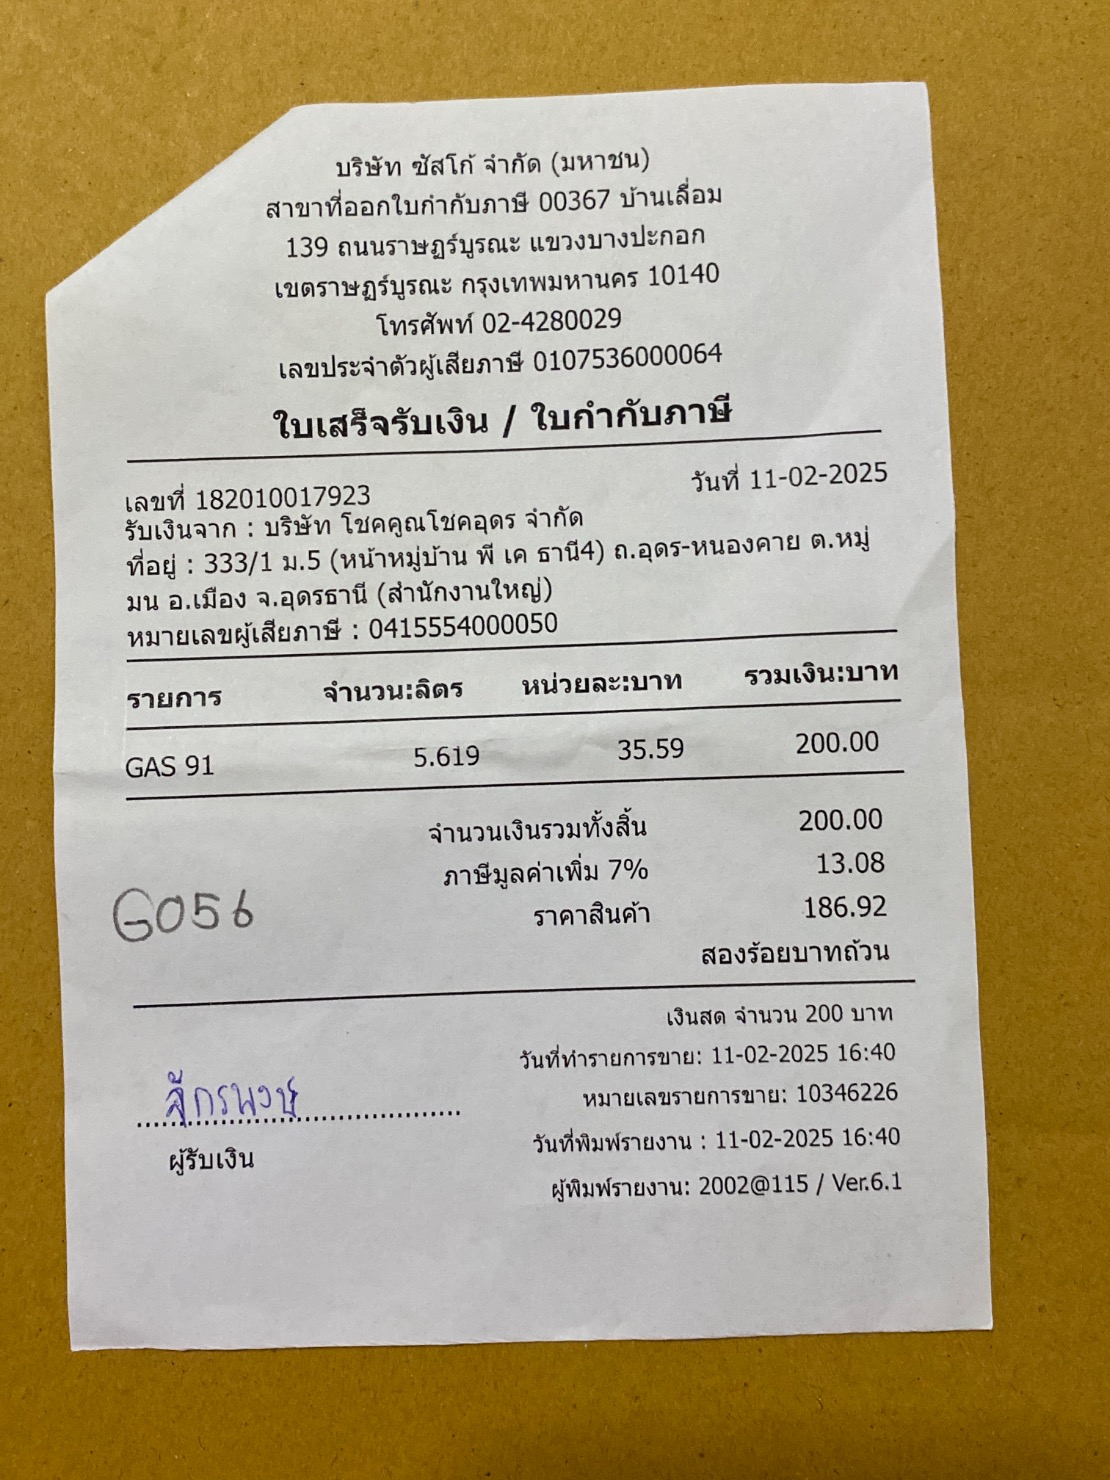 บริษัท ซัสโก้ จำกัด (มหาชน)
สาขาที่ออกใบกำกับภาษี 00367 บ้านเลื่อม
139 ถนนราษฎร์บูรณะ แขวงบางปะกอก
เขตราษฎร์บูรณะ กรุงเทพมหานคร 10140
โทรศัพท์ 02-4280029
เลขประจำตัวผู้เสียภาษี 0107536000064
ใบเสร็จรับเงิน / ใบกำกับภาษี
เลขที่ 182010017923 วันที่ 11-02-2025
รับเงินจาก : บริษัท โชคคูณโชคอุดร จำกัด
ที่อยู่ : 333/1 ม.5 (หน้าหมู่บ้าน พี เค ธานี4) ถ.อุดร-หนองคาย ต.หมู่
มน อ.เมือง จ.อุดรธานี (สำนักงานใหญ่)
หมายเลขผู้เสียภาษี : 0415554000050
รายการ จำนวน:ลิตร หน่วยละ:บาท รวมเงิน:บาท
GAS 91 5.619 35.59 200.00
จำนวนเงินรวมทั้งสิ้น 200.00
ภาษีมูลค่าเพิ่ม 7% 13.08
G056
ราคาสินค้า 186.92
สองร้อยบาทถ้วน
เงินสด จำนวน 200 บาท
วันที่ทำรายการขาย: 11-02-2025 16:40
หมายเลขรายการขาย: 10346226
จักรพงษ์
วันที่พิมพ์รายงาน : 11-02-2025 16:40
ผู้รับเงิน
ผู้พิมพ์รายงาน: 2002@115 / Ver.6.1